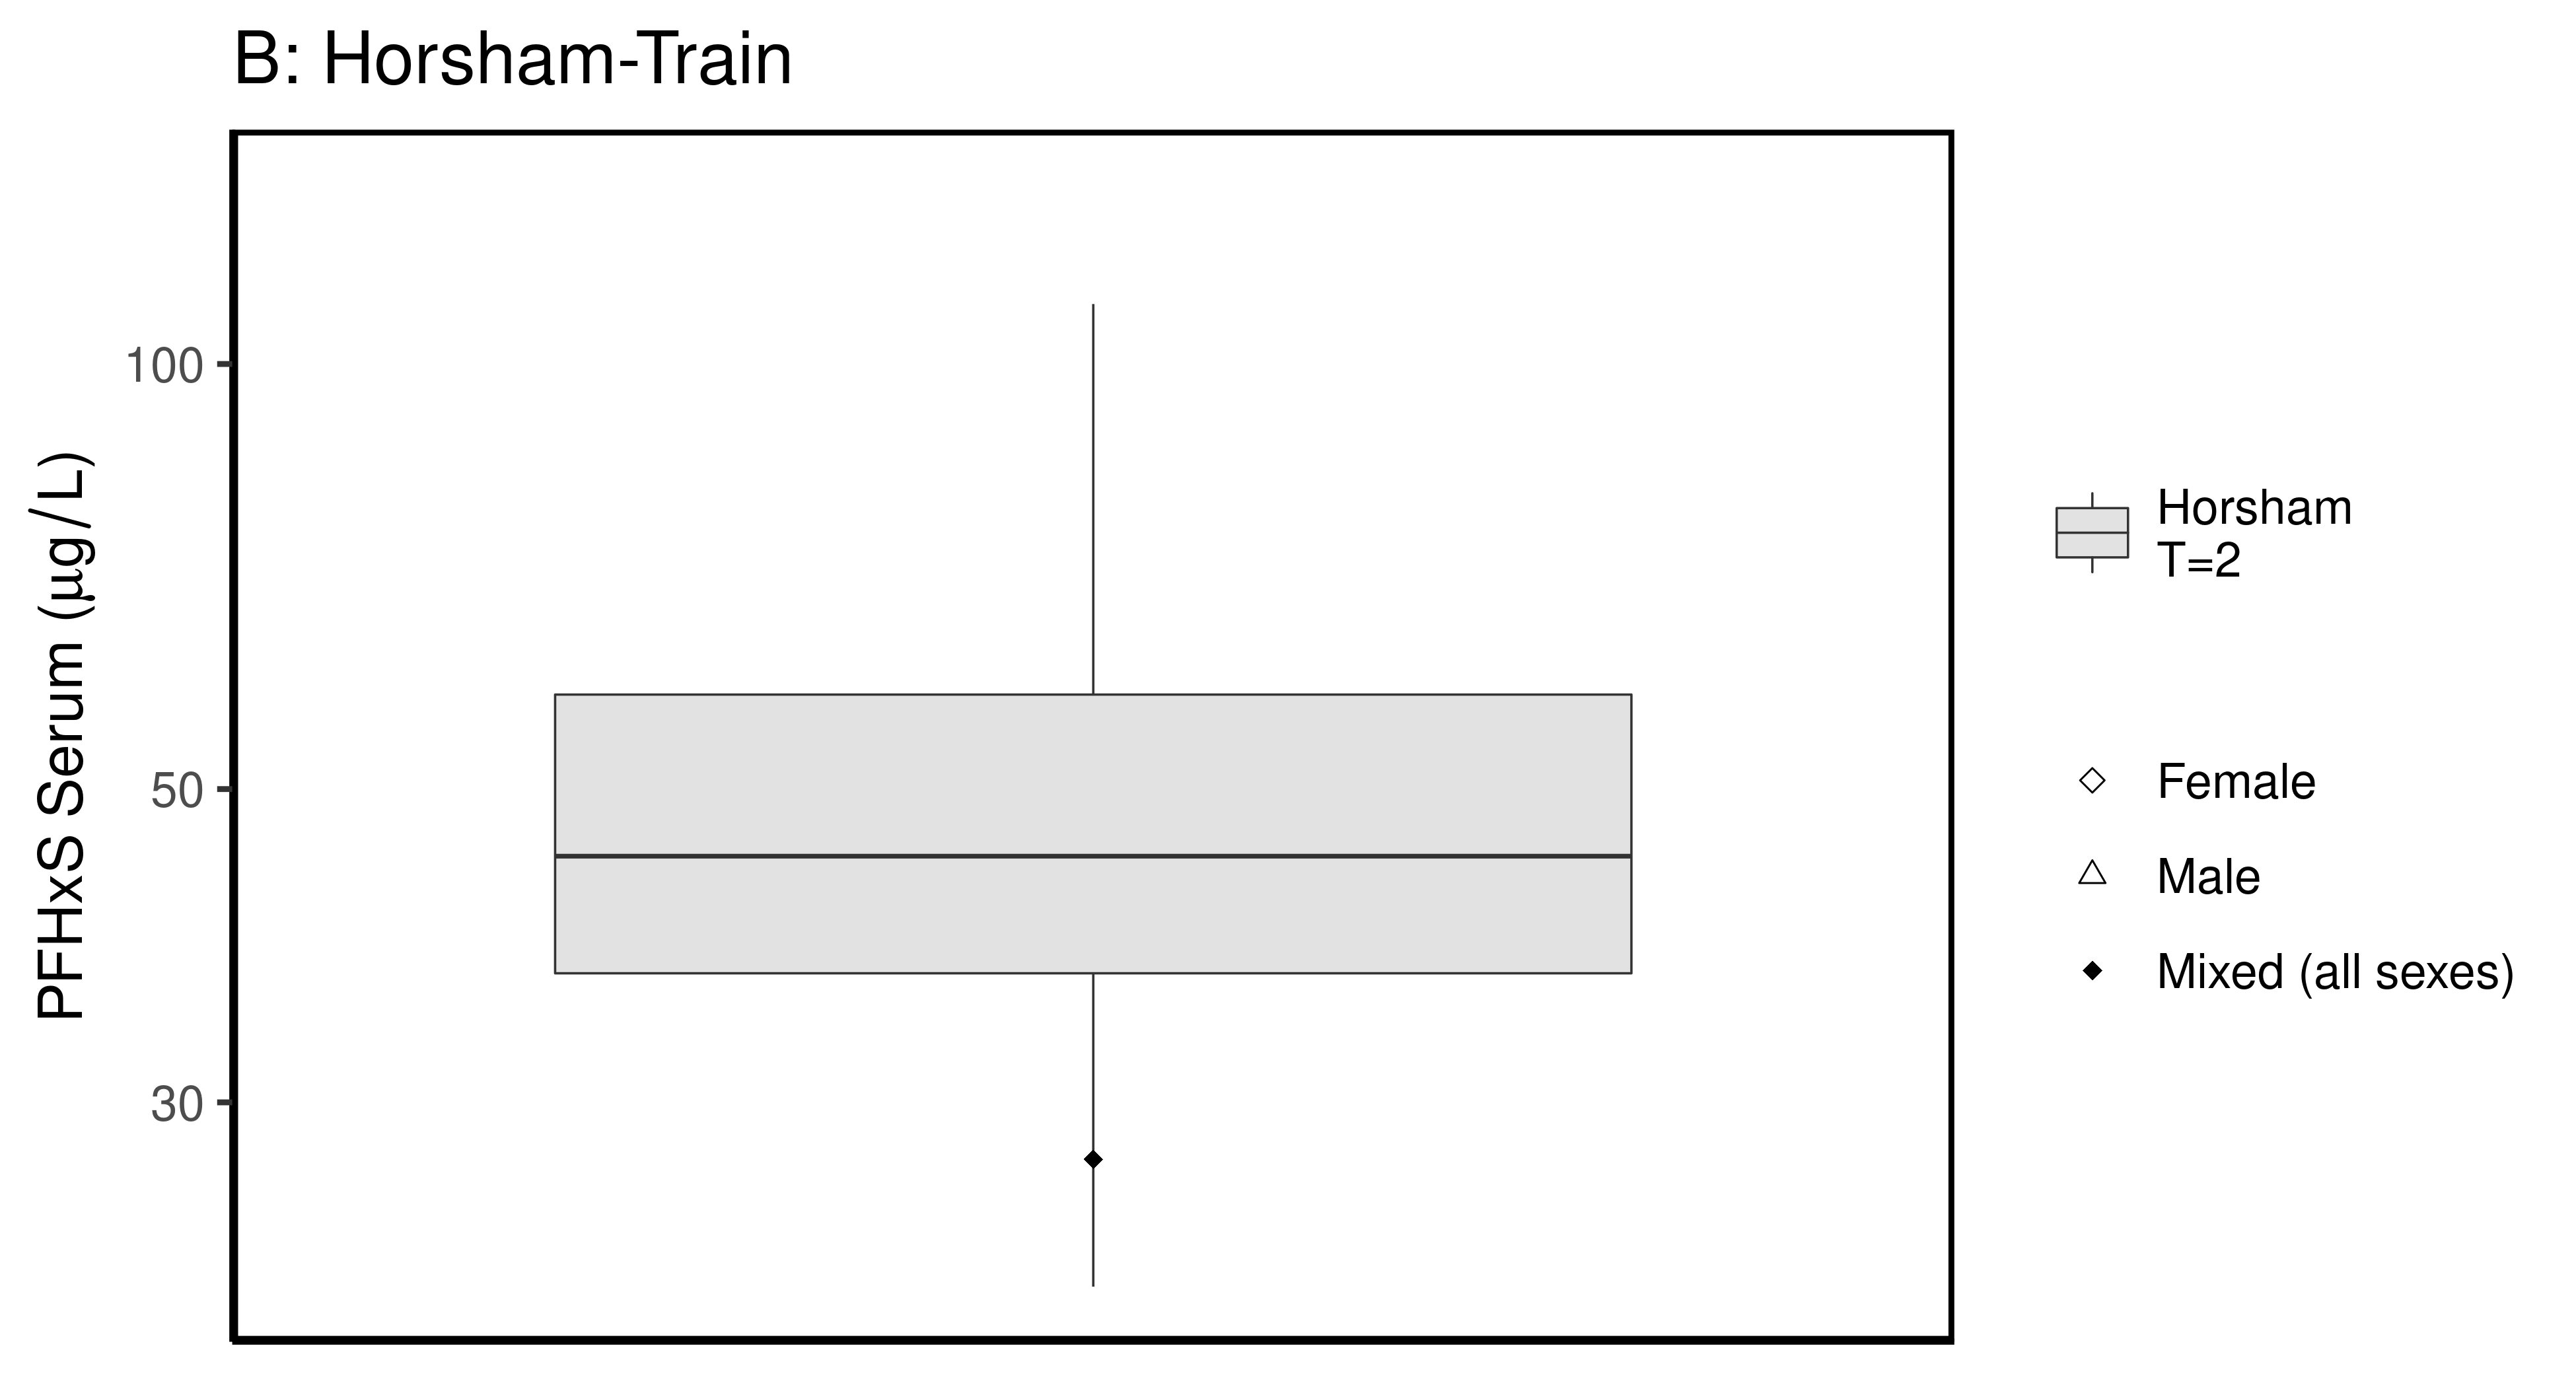 B: Horsham-Train
PFHxS Serum (μg/L)
100
50
30
Horsham
T=2
Female
Male
Mixed (all sexes)